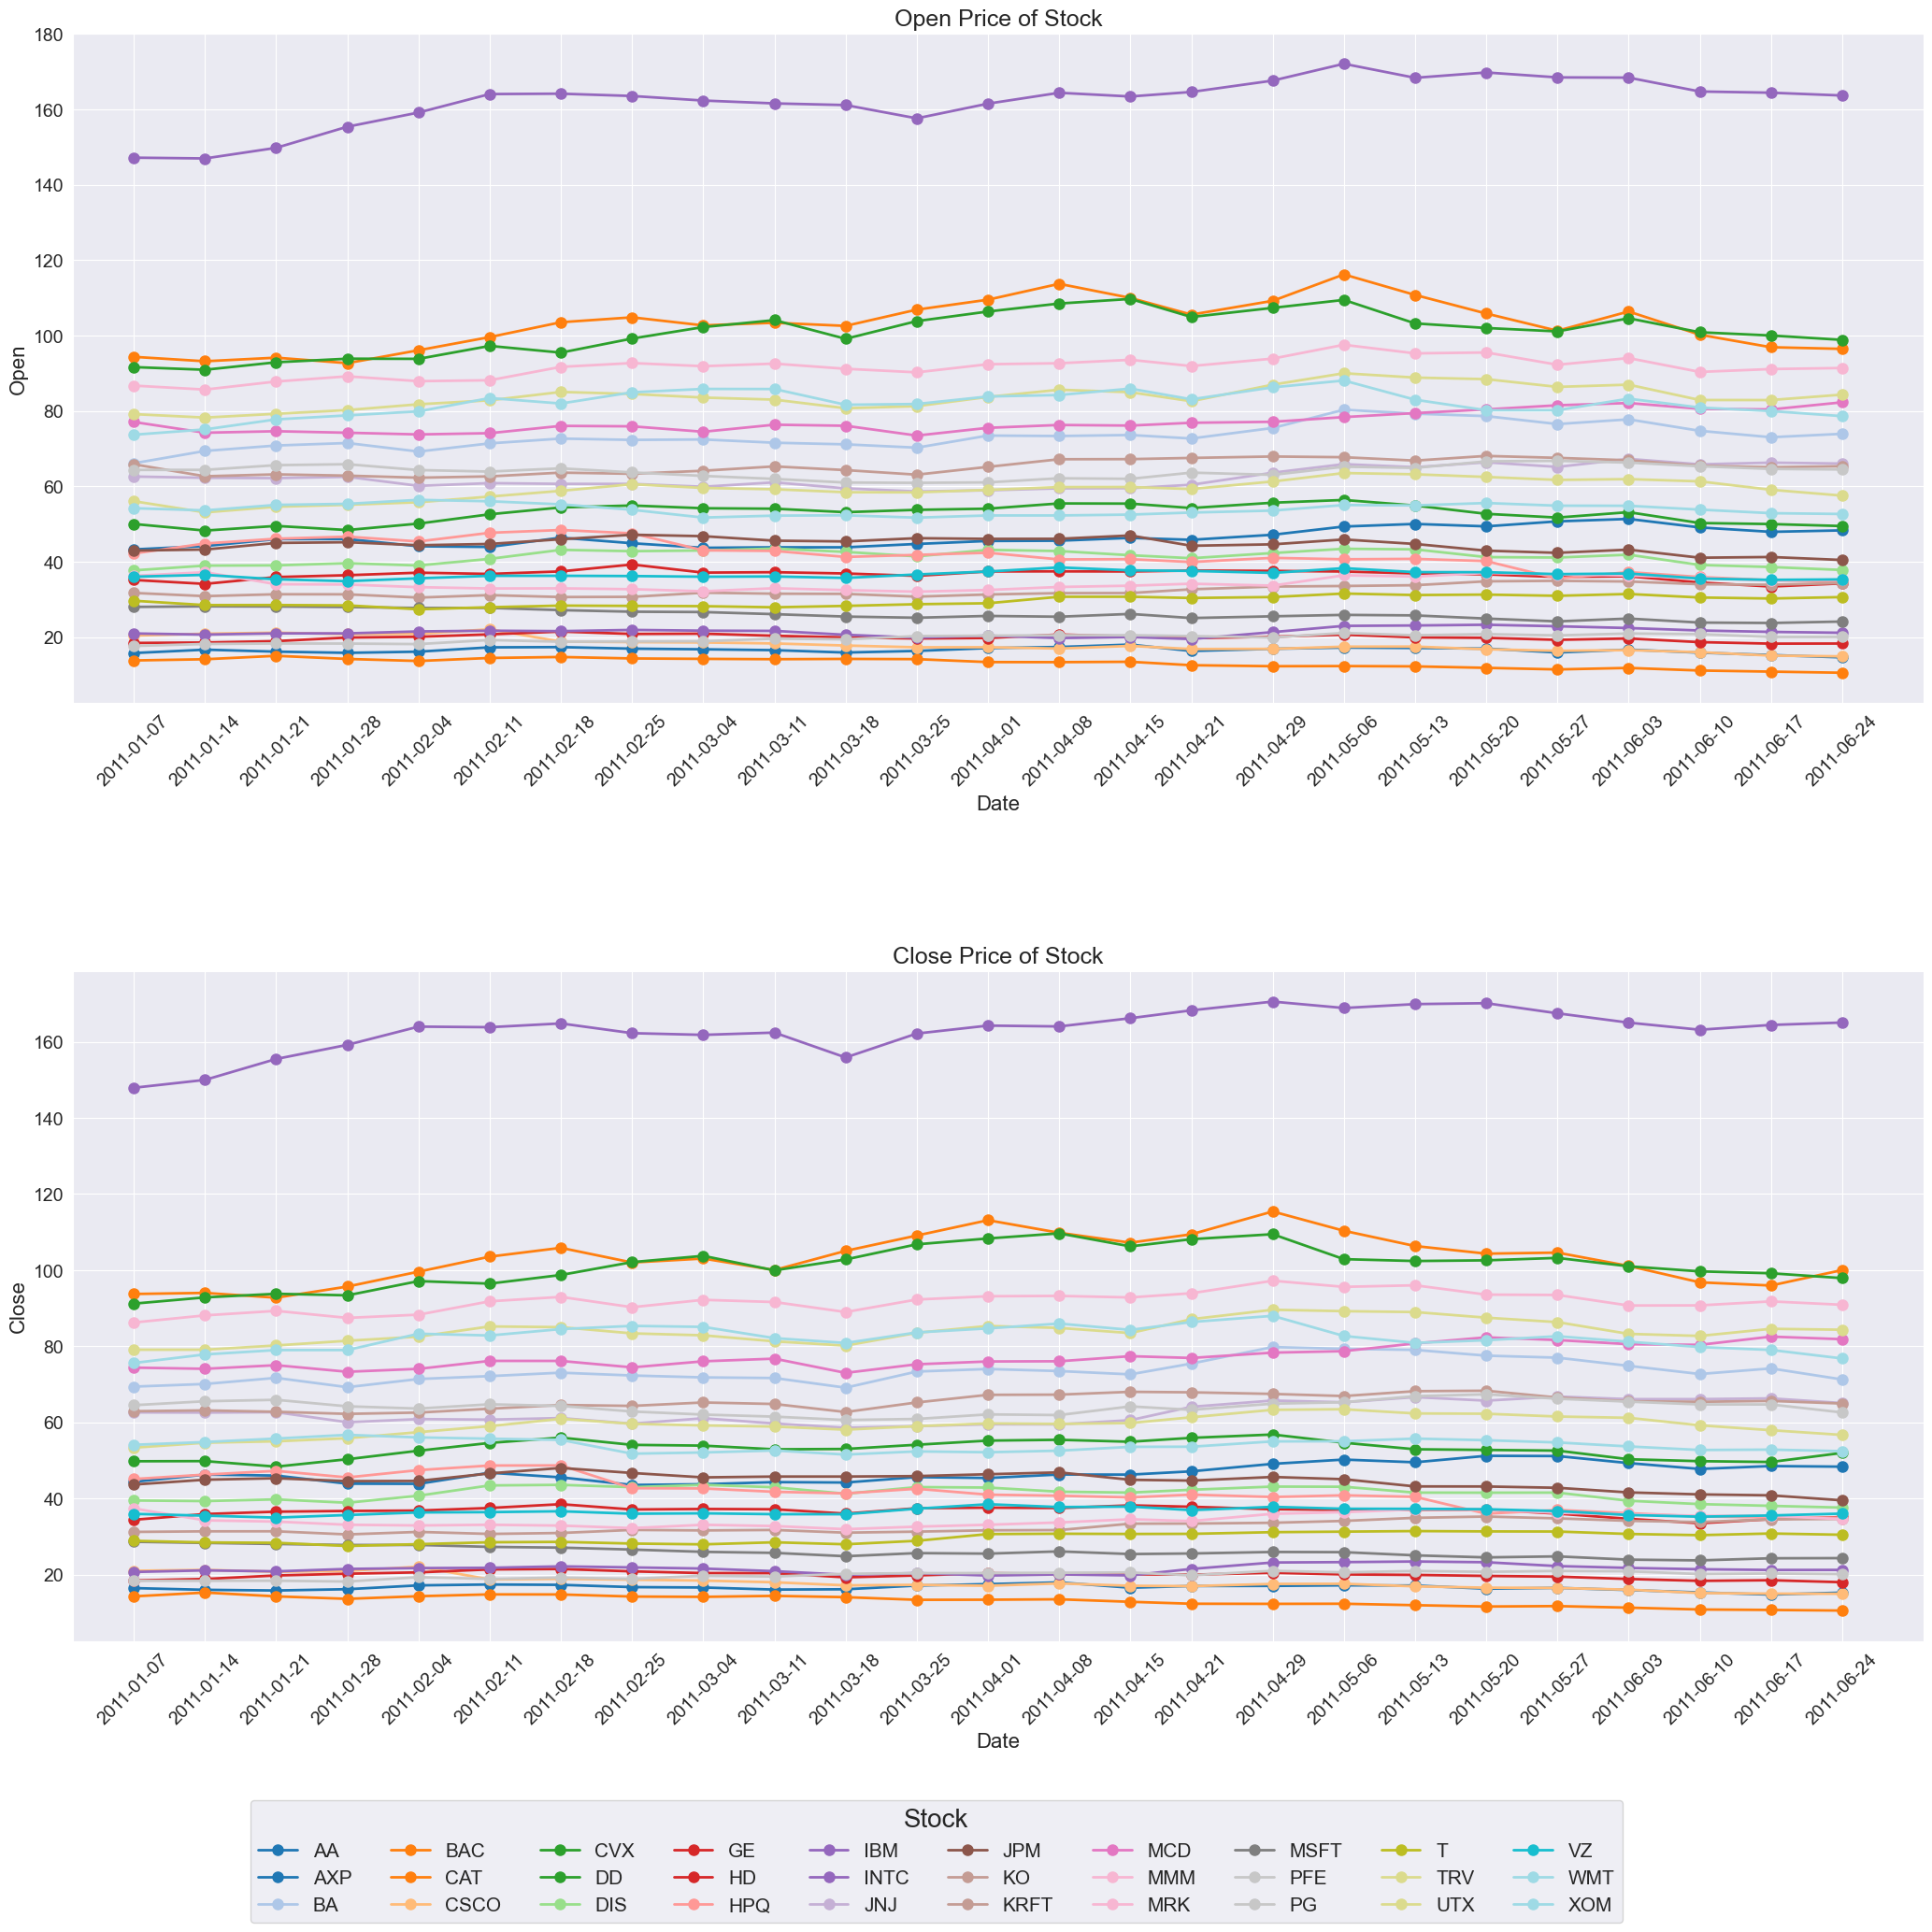 Open Price of Stock
180
160
140
120
100
80
60
40
20
Open
2011-01-07 2011-01-14 2011-01-21 2011-01-28 2011-02-04 2011-02-11 2011-02-18 2011-02-25 2011-03-04 2011-03-11 2011-03-18 2011-03-25 2011-04-01 2011-04-08 2011-04-15 2011-04-21 2011-04-29 2011-05-06 2011-05-13 2011-05-20 2011-05-27 2011-06-03 2011-06-10 2011-06-17 2011-06-24
Date
Close Price of Stock
160
140
120
100
80
60
40
20
Close
2011-01-07 2011-01-14 2011-01-21 2011-01-28 2011-02-04 2011-02-11 2011-02-18 2011-02-25 2011-03-04 2011-03-11 2011-03-18 2011-03-25 2011-04-01 2011-04-08 2011-04-15 2011-04-21 2011-04-29 2011-05-06 2011-05-13 2011-05-20 2011-05-27 2011-06-03 2011-06-10 2011-06-17 2011-06-24
Date
Stock
AA BAC CVX GE IBM JPM MCD MSFT T VZ
AXP CAT DD HD INTC KO MMM PFE TRV WMT
BA CSCO DIS HPQ JNJ KRFT MRK PG UTX XOM